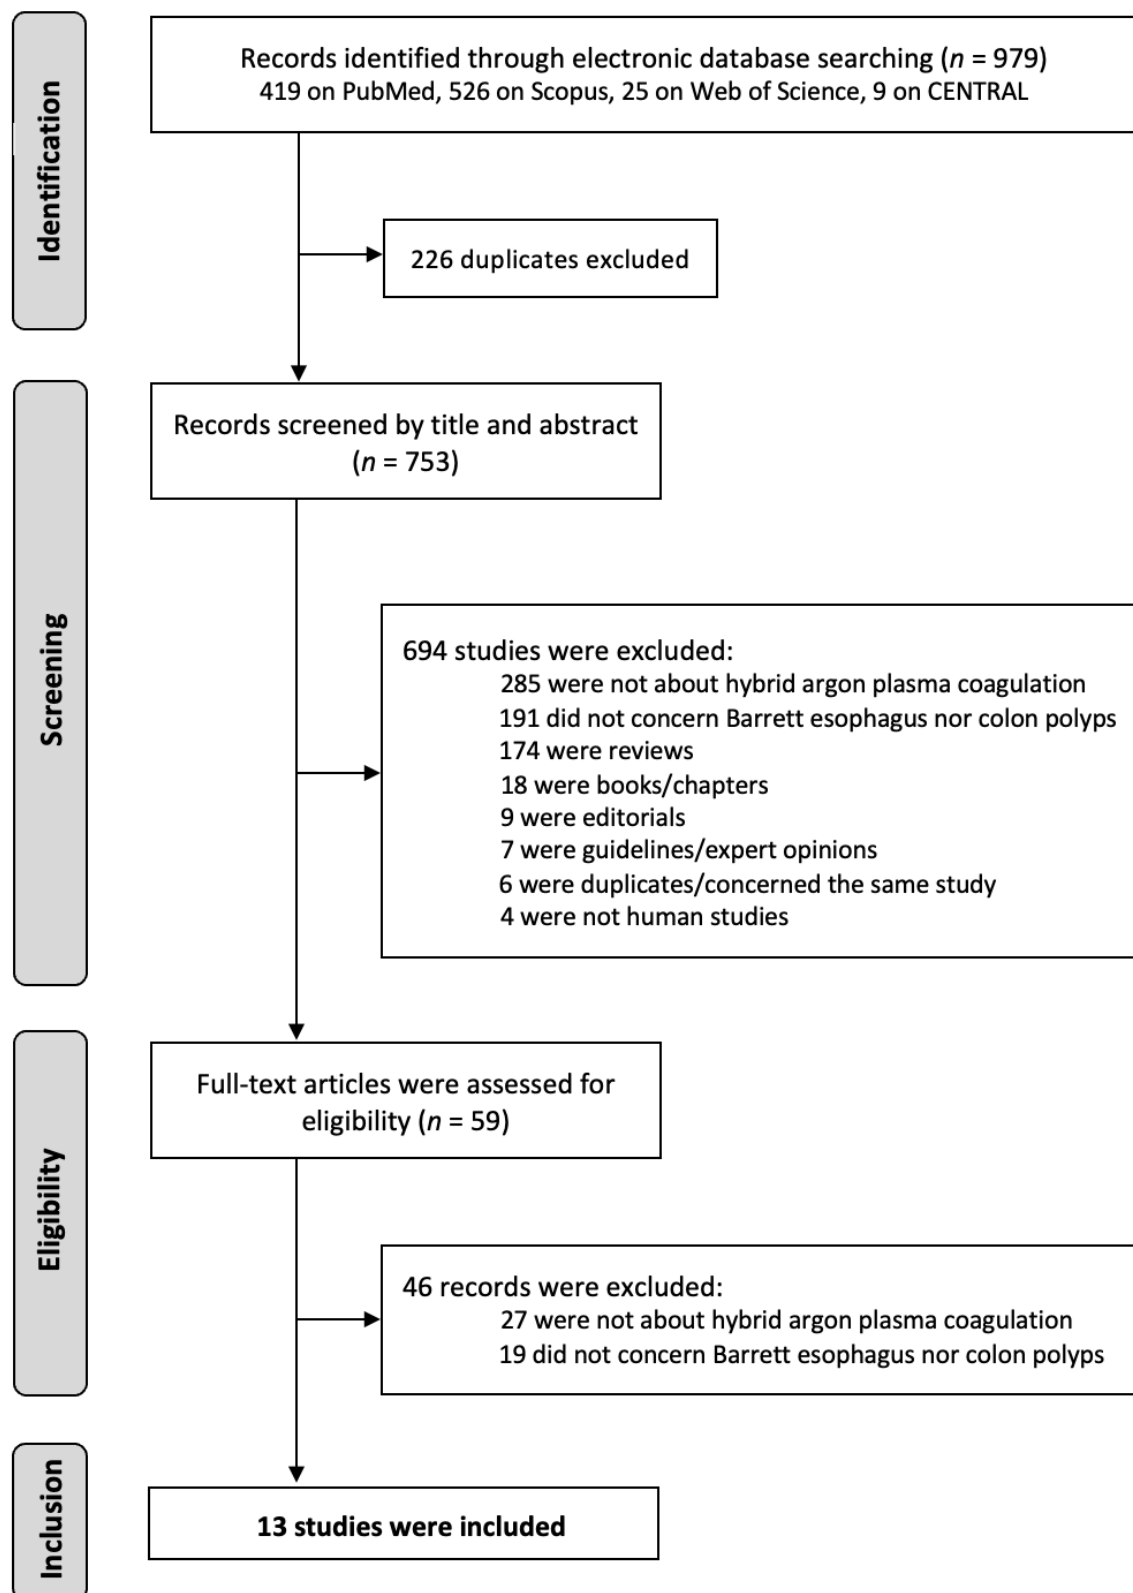 Identification
Records identified through electronic database searching (n = 979)
419 on PubMed, 526 on Scopus, 25 on Web of Science, 9 on CENTRAL
226 duplicates excluded
Screening
Records screened by title and abstract
(n = 753)
694 studies were excluded:
285 were not about hybrid argon plasma coagulation
191 did not concern Barrett esophagus nor colon polyps
174 were reviews
18 were books/chapters
9 were editorials
7 were guidelines/expert opinions
6 were duplicates/concerned the same study
4 were not human studies
Eligibility
Full-text articles were assessed for
eligibility (n = 59)
46 records were excluded:
27 were not about hybrid argon plasma coagulation
19 did not concern Barrett esophagus nor colon polyps
Inclusion
13 studies were included